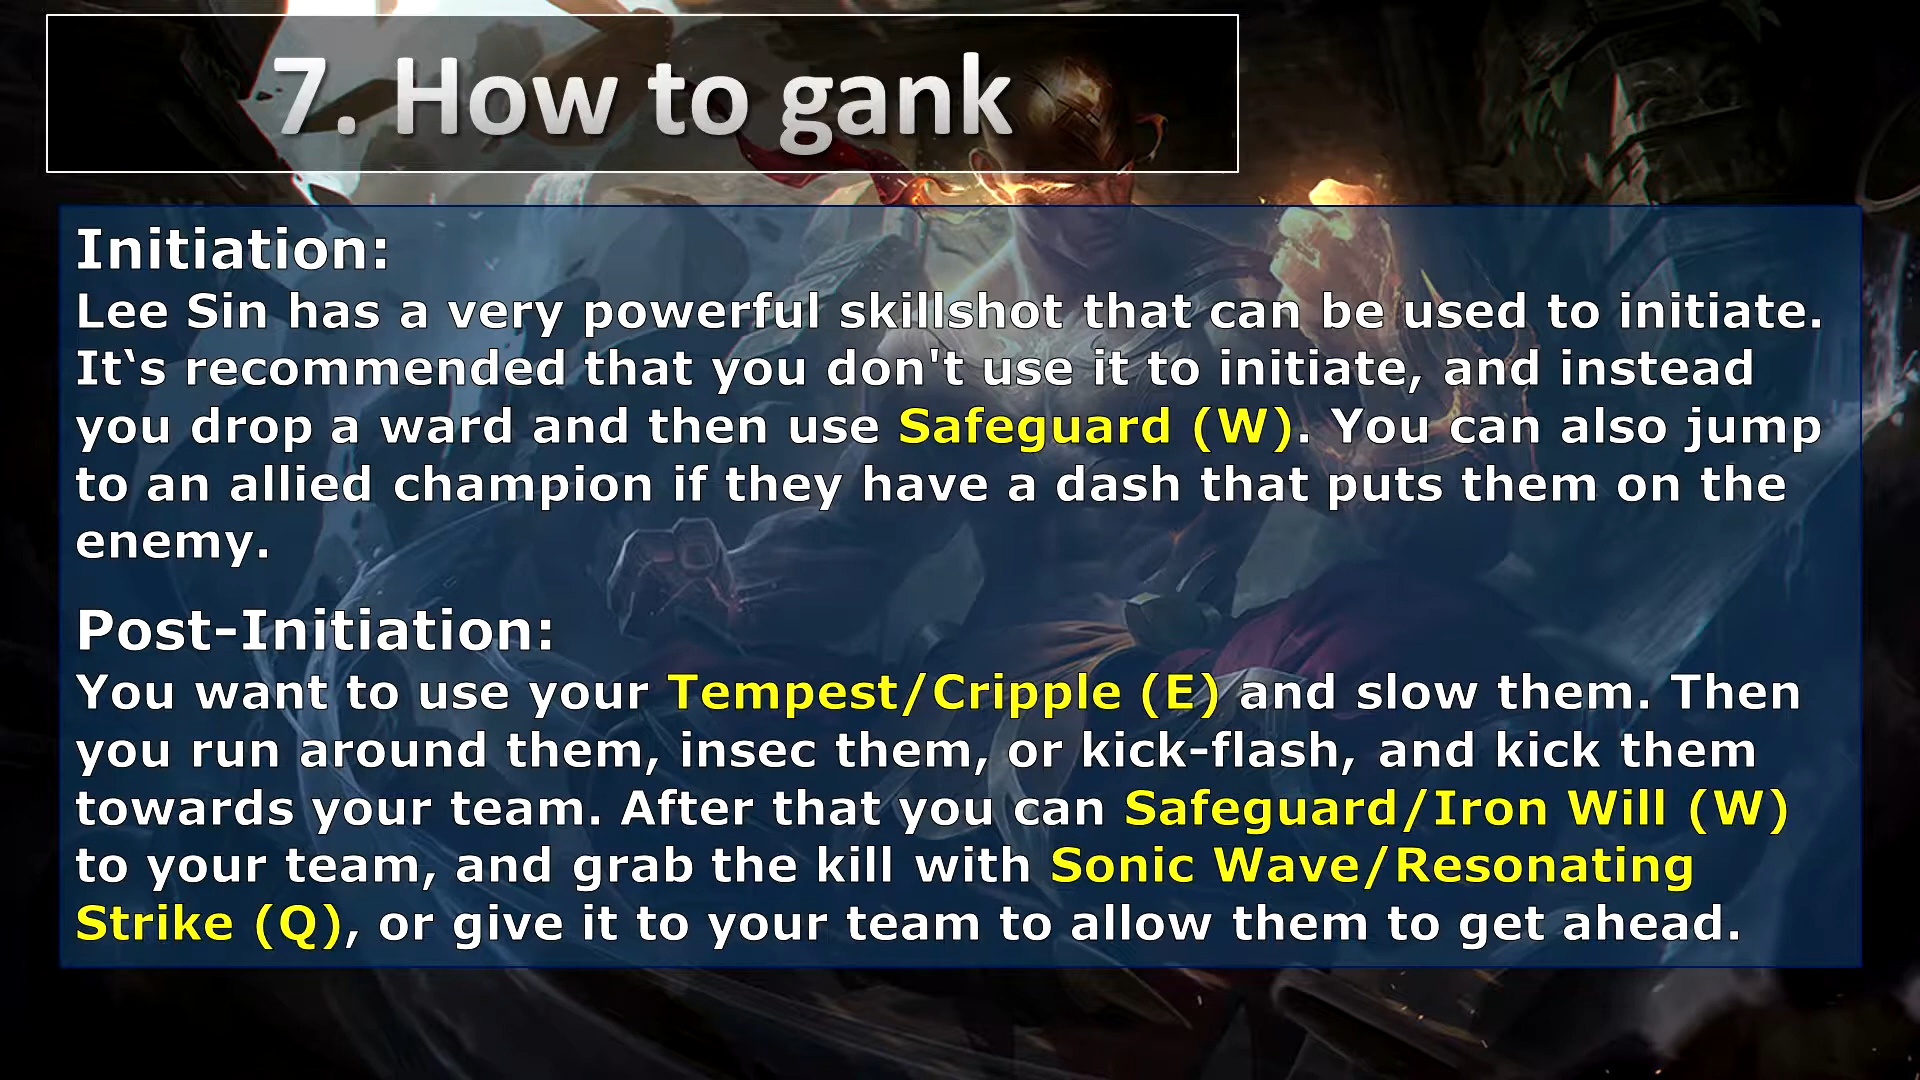 7. How to gank
Initiation:
Lee Sin has a very powerful skillshot that can be used to initiate.
It‘s recommended that you don't use it to initiate, and instead
you drop a ward and then use Safeguard (W). You can also jump
to an allied champion if they have a dash that puts them on the
enemy.
Post-Initiation:
You want to use your Tempest/Cripple (E) and slow them. Then
you run around them, insec them, or kick-flash, and kick them
towards your team. After that you can Safeguard/Iron Will (W)
to your team, and grab the kill with Sonic Wave/Resonating
Strike (Q), or give it to your team to allow them to get ahead.